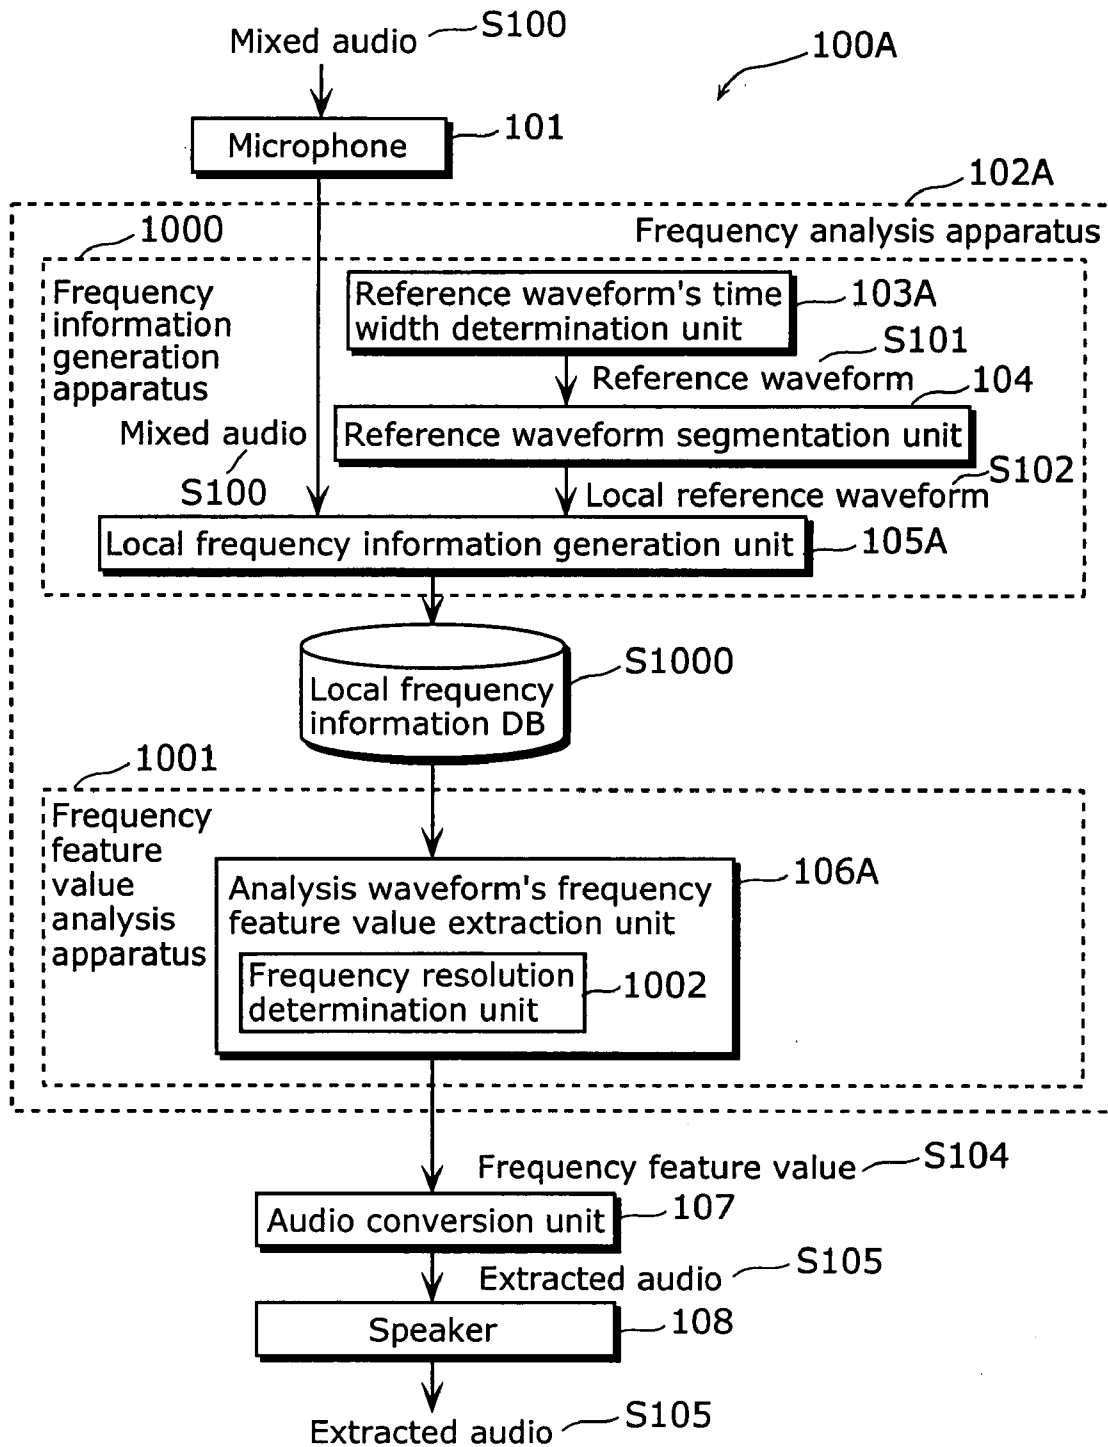 Mixed audio S100
100A
Microphone 101
102A
1000
Frequency analysis apparatus
Frequency
information
generation
apparatus
Reference waveform's time
width determination unit
103A
S101
Reference waveform
104
Reference waveform segmentation unit
Mixed audio
S100
S102
Local reference waveform
Local frequency information generation unit
105A
Local frequency
information DB
S1000
1001
Frequency
feature
value
analysis
apparatus
Analysis waveform's frequency
feature value extraction unit
106A
Frequency resolution
determination unit
1002
Frequency feature value S104
Audio conversion unit 107
Extracted audio S105
Speaker 108
Extracted audio S105